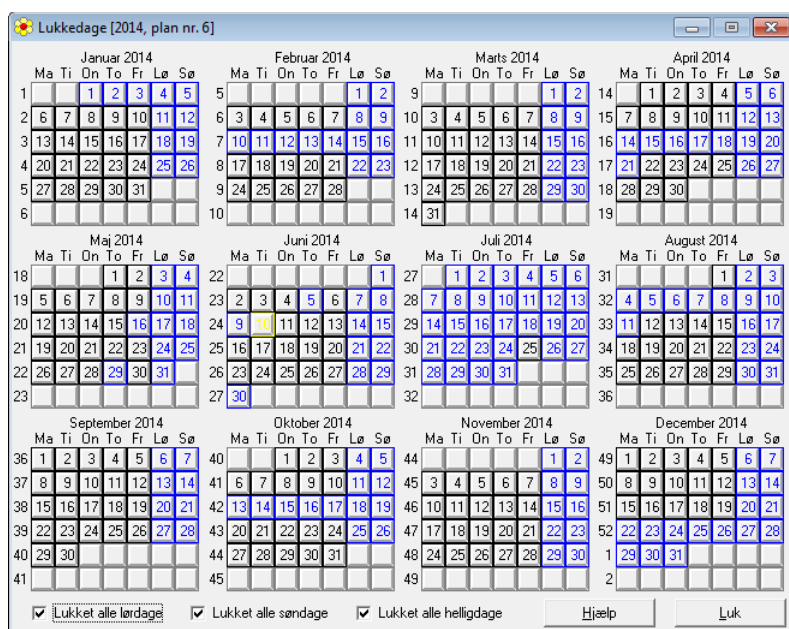 Lukkedage [2014, plan nr. 6]
Januar 2014 Februar 2014 Marts 2014 April 2014
Ma Ti On To Fr Lø Sø Ma Ti On To Fr Lø Sø Ma Ti On To Fr Lø Sø Ma Ti On To Fr Lø Sø
1 1 2 3 4 5 5 1 2 9 1 2 14 1 2 3 4 5 6
2 6 7 8 9 10 11 12 6 3 4 5 6 7 8 9 10 3 4 5 6 7 8 9 15 7 8 9 10 11 12 13
3 13 14 15 16 17 18 19 7 10 11 12 13 14 15 16 11 10 11 12 13 14 15 16 16 14 15 16 17 18 19 20
4 20 21 22 23 24 25 26 8 17 18 19 20 21 22 23 12 17 18 19 20 21 22 23 17 21 22 23 24 25 26 27
5 27 28 29 30 31 9 24 25 26 27 28 13 24 25 26 27 28 29 30 18 28 29 30
6 10 14 31 19
Maj 2014 Juni 2014 Juli 2014 August 2014
Ma Ti On To Fr Lø Sø Ma Ti On To Fr Lø Sø Ma Ti On To Fr Lø Sø Ma Ti On To Fr Lø Sø
18 1 2 3 4 22 1 27 1 2 3 4 5 6 31 1 2 3
19 5 6 7 8 9 10 11 23 2 3 4 5 6 7 8 28 7 8 9 10 11 12 13 32 4 5 6 7 8 9 10
20 12 13 14 15 16 17 18 24 9 10 11 12 13 14 15 29 14 15 16 17 18 19 20 33 11 12 13 14 15 16 17
21 19 20 21 22 23 24 25 25 16 17 18 19 20 21 22 30 21 22 23 24 25 26 27 34 18 19 20 21 22 23 24
22 26 27 28 29 30 31 26 23 24 25 26 27 28 29 31 28 29 30 31 35 25 26 27 28 29 30 31
23 27 30 32 36
September 2014 Oktober 2014 November 2014 December 2014
Ma Ti On To Fr Lø Sø Ma Ti On To Fr Lø Sø Ma Ti On To Fr Lø Sø Ma Ti On To Fr Lø Sø
36 1 2 3 4 5 6 7 40 1 2 3 4 5 44 1 2 49 1 2 3 4 5 6 7
37 8 9 10 11 12 13 14 41 6 7 8 9 10 11 12 45 3 4 5 6 7 8 9 50 8 9 10 11 12 13 14
38 15 16 17 18 19 20 21 42 13 14 15 16 17 18 19 46 10 11 12 13 14 15 16 51 15 16 17 18 19 20 21
39 22 23 24 25 26 27 28 43 20 21 22 23 24 25 26 47 17 18 19 20 21 22 23 52 22 23 24 25 26 27 28
40 29 30 44 27 28 29 30 31 48 24 25 26 27 28 29 30 1 29 30 31
41 45 49 2
Lukket alle lørdage Lukket alle søndage Lukket alle helligdage Hjælp Luk